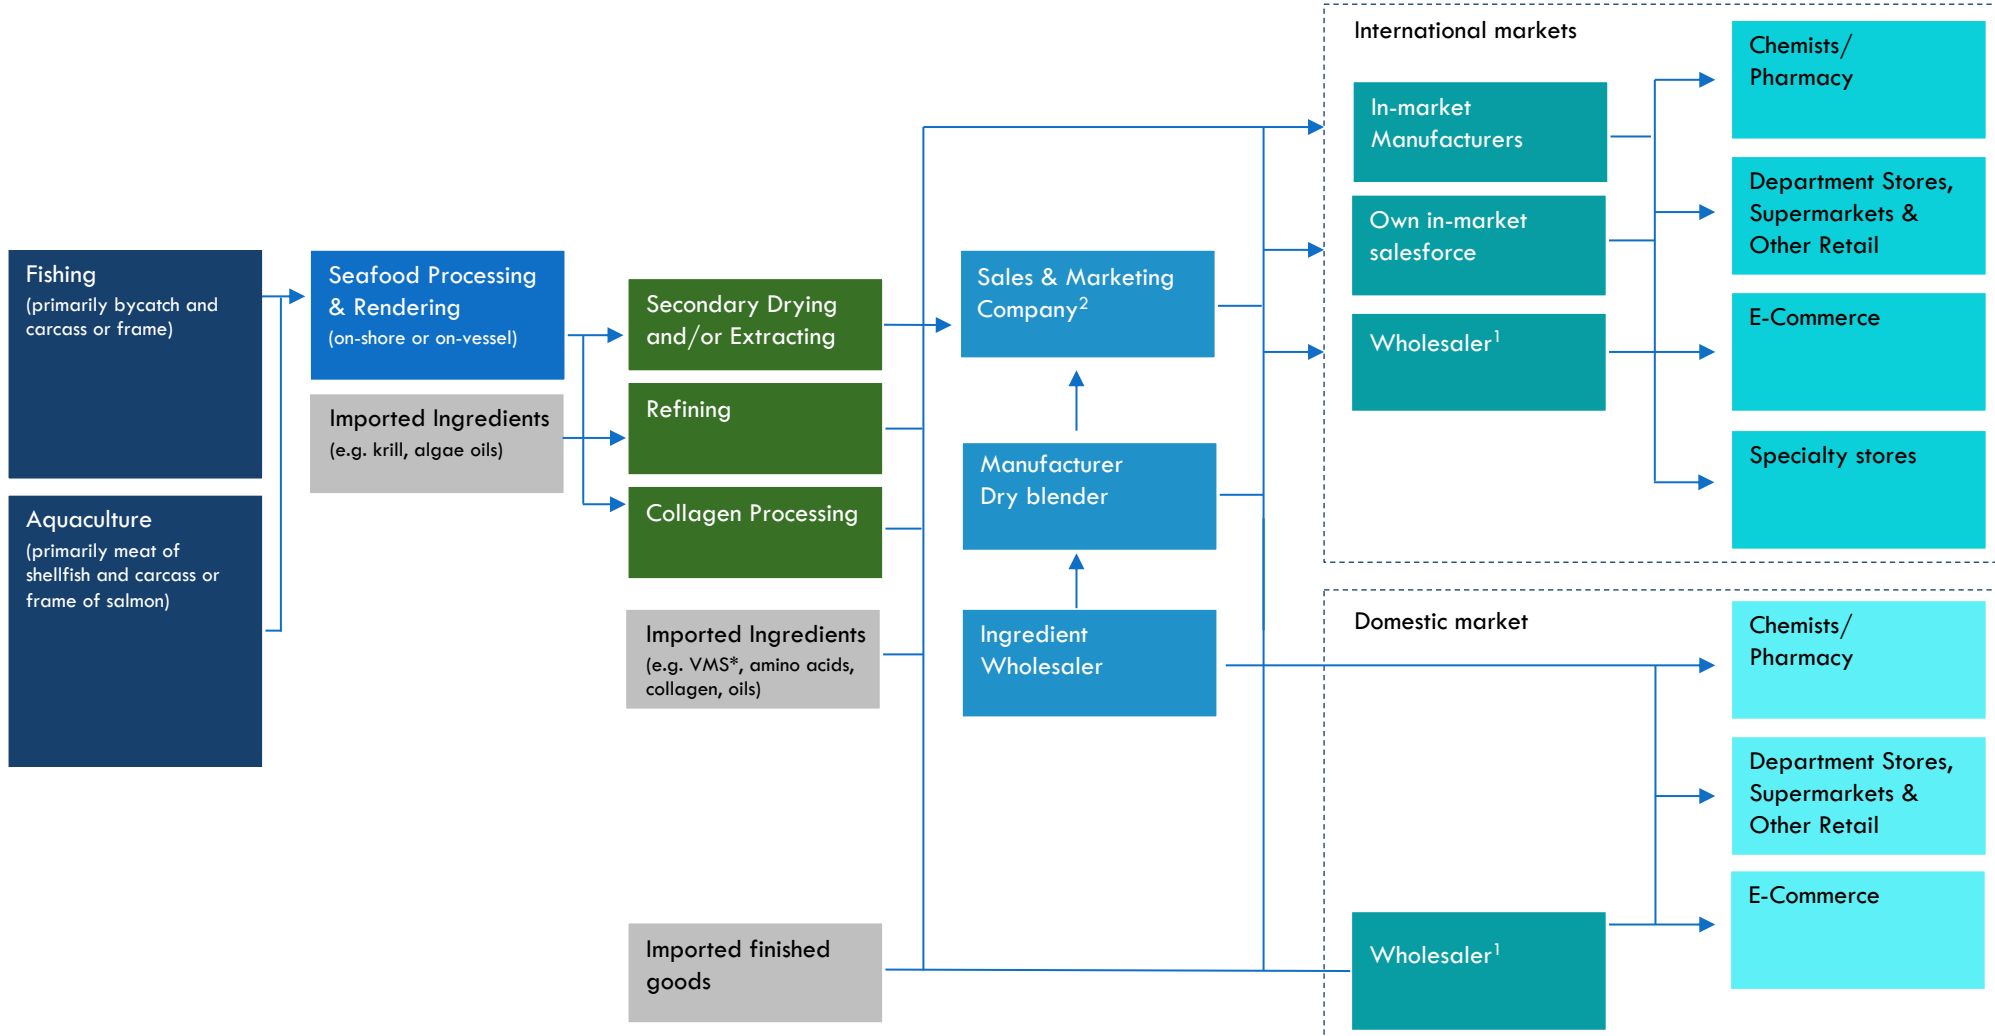 Fishing
(primarily bycatch and
carcass or frame)
Aquaculture
(primarily meat of
shellfish and carcass or
frame of salmon)
Seafood Processing
& Rendering
(on-shore or on-vessel)
Imported Ingredients
(e.g. krill, algae oils)
Secondary Drying
and/or Extracting
Refining
Collagen Processing
Imported Ingredients
(e.g. VMS*, amino acids,
collagen, oils)
Imported finished
goods
Sales & Marketing
Company²
Manufacturer
Dry blender
Ingredient
Wholesaler
International markets
In-market
Manufacturers
Own in-market
salesforce
Wholesaler¹
Chemists/
Pharmacy
Department Stores,
Supermarkets &
Other Retail
E-Commerce
Specialty stores
Domestic market
Wholesaler¹
Chemists/
Pharmacy
Department Stores,
Supermarkets &
Other Retail
E-Commerce